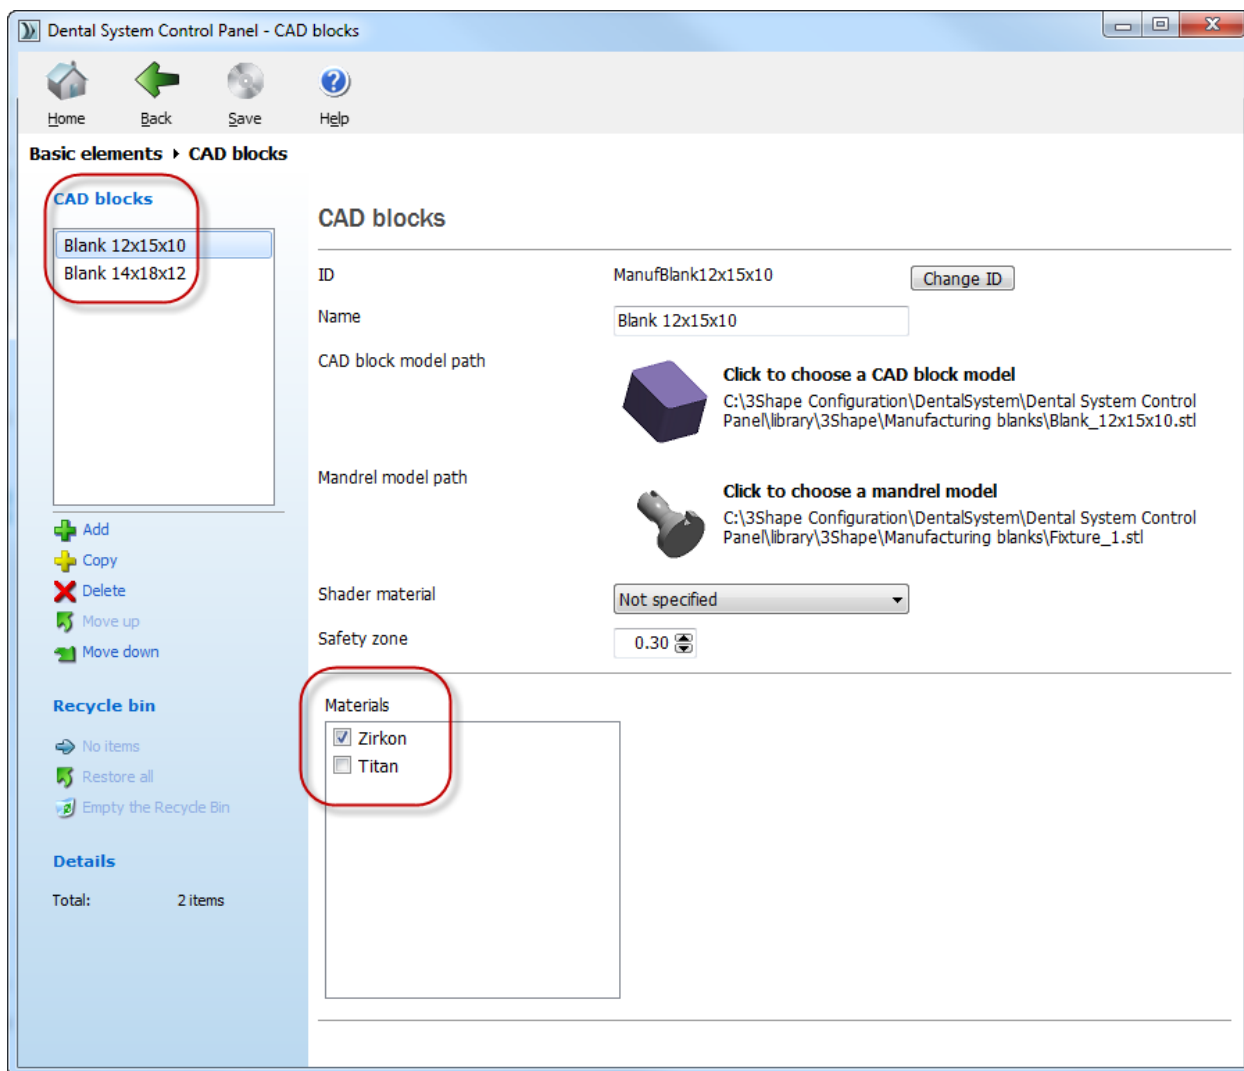 Dental System Control Panel - CAD blocks
Home Back Save Help
Basic elements CAD blocks
CAD blocks
Blank 12x15x10
Blank 14x18x12
Add
Copy
Delete
Move up
Move down
Recycle bin
No items
Restore all
Empty the Recycle Bin
Details
Total: 2 items
CAD blocks
ID ManufBlank12x15x10 Change ID
Name Blank 12x15x10
CAD block model path
Click to choose a CAD block model
C:\3Shape Configuration\DentalSystem\Dental System Control
Panel\library\3Shape\Manufacturing blanks\Blank_12x15x10.stl
Mandrel model path
Click to choose a mandrel model
C:\3Shape Configuration\DentalSystem\Dental System Control
Panel\library\3Shape\Manufacturing blanks\Fixture_1.stl
Shader material Not specified
Safety zone 0.30
Materials
Zirkon
Titan